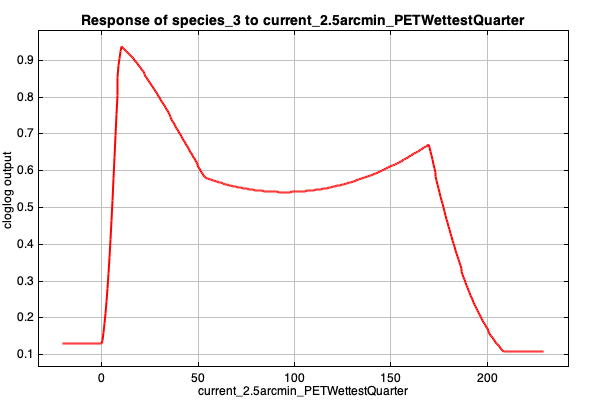 Response of species_3 to current_2.5arcmin_PETWettestQuarter
0.9
0.8
0.7
0.6
0.5
0.4
0.3
0.2
0.1
cloglog output
0 50 100 150 200
current_2.5arcmin_PETWettestQuarter